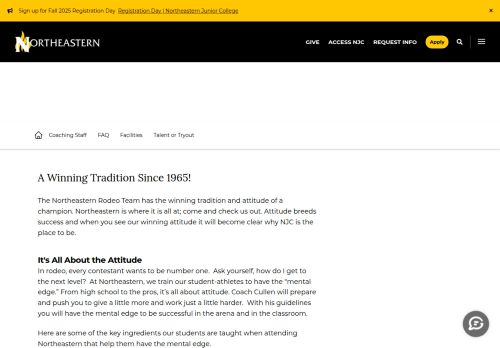 Sign up for Fall 2025 Registration Day Registration Day | Northeastern Junior College ×
NORTHEASTERN GIVE ACCESS NJC REQUEST INFO Apply
Coaching Staff FAQ Facilities Talent or Tryout
A Winning Tradition Since 1965!
The Northeastern Rodeo Team has the winning tradition and attitude of a
champion. Northeastern is where it is all at; come and check us out. Attitude breeds
success and when you see our winning attitude it will become clear why NJC is the
place to be.
It's All About the Attitude
In rodeo, every contestant wants to be number one.  Ask yourself, how do I get to
the next level?  At Northeastern, we train our student-athletes to have the “mental
edge.” From high school to the pros, it’s all about attitude. Coach Cullen will prepare
and push you to give a little more and work just a little harder.  With his guidelines
you will have the mental edge to be successful in the arena and in the classroom.
Here are some of the key ingredients our students are taught when attending
Northeastern that help them have the mental edge.